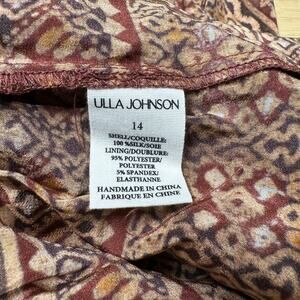 ULLA JOHNSON
14
SHELL/COQUILLE:
100 %SILK/SOIE
LINING/DOUBLURE:
95% POLYESTER/
POLYESTER
5% SPANDEX/
ELASTHANNE
HANDMADE IN CHINA
FABRIQUE EN CHINE